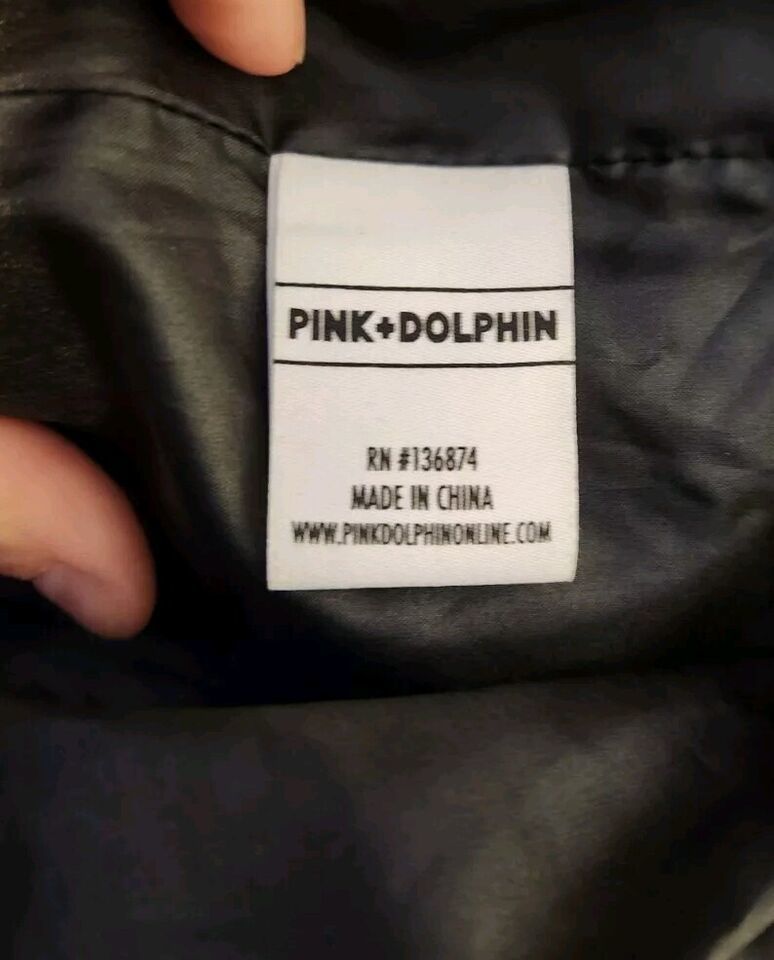 PINK+DOLPHIN
RN #136874
MADE IN CHINA
WWW.PINKDOLPHINONLINE.COM